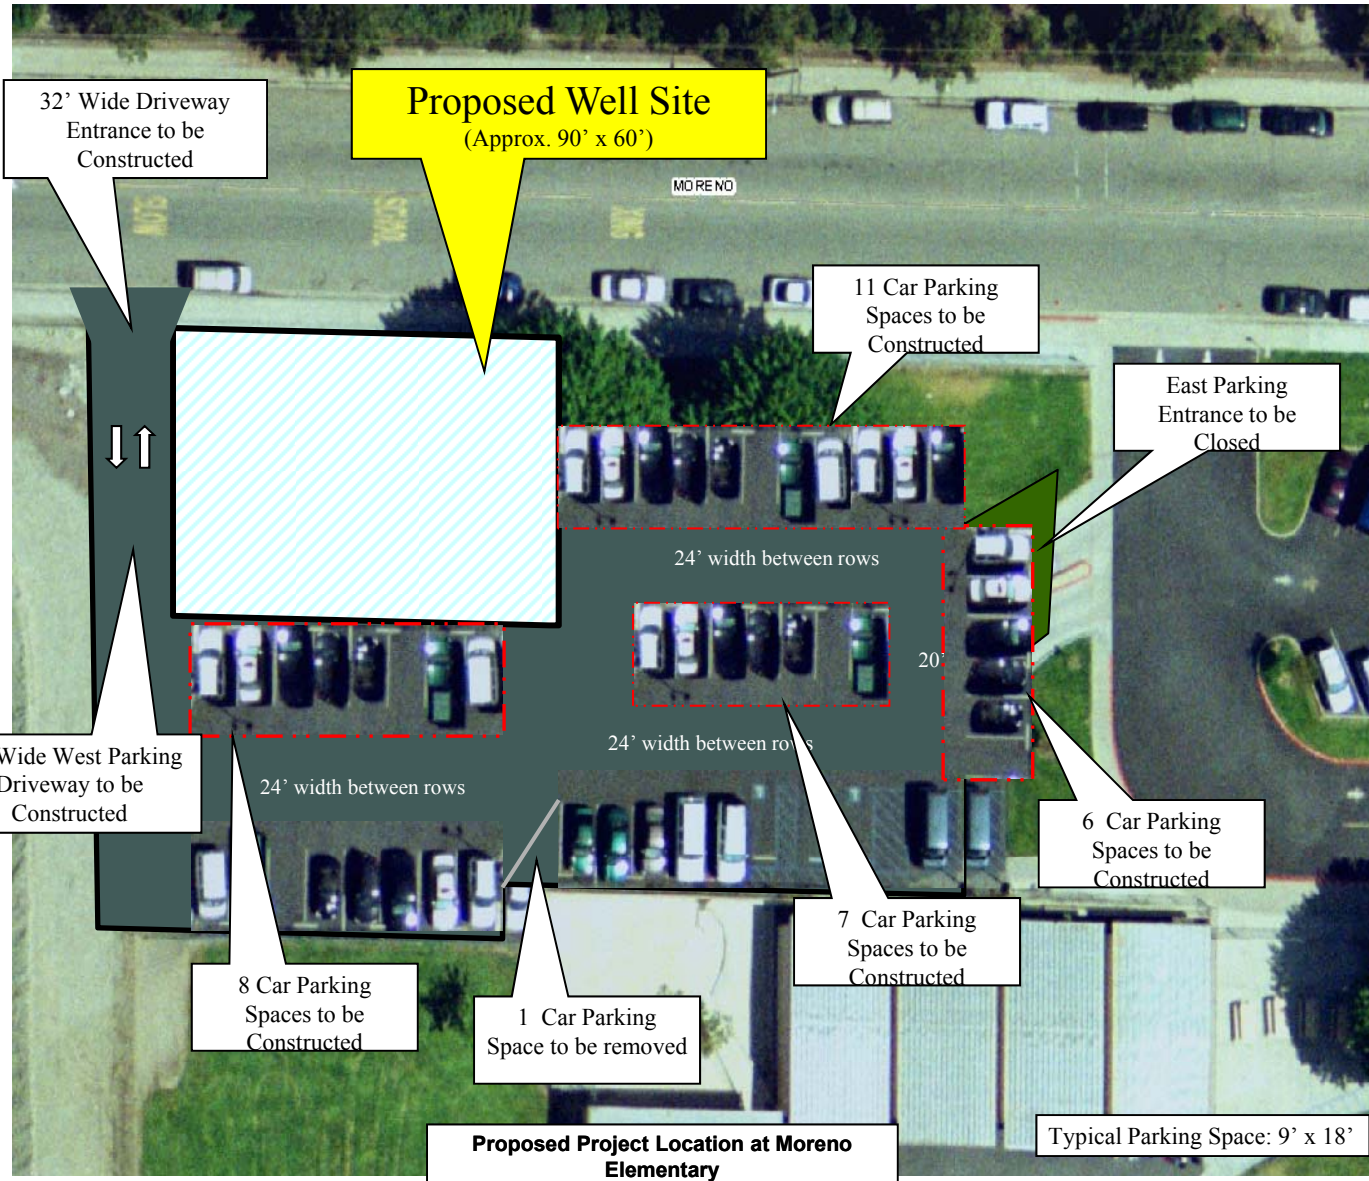 32’ Wide Driveway
Entrance to be
Constructed
Proposed Well Site
(Approx. 90’ x 60’)
MORENO
SLOW
SCHOOL
XING
11 Car Parking
Spaces to be
Constructed
East Parking
Entrance to be
Closed
24’ width between rows
20’
24’ width between rows
Wide West Parking
Driveway to be
Constructed
24’ width between rows
6 Car Parking
Spaces to be
Constructed
7 Car Parking
Spaces to be
Constructed
8 Car Parking
Spaces to be
Constructed
1 Car Parking
Space to be removed
Typical Parking Space: 9’ x 18’
Proposed Project Location at Moreno
Elementary